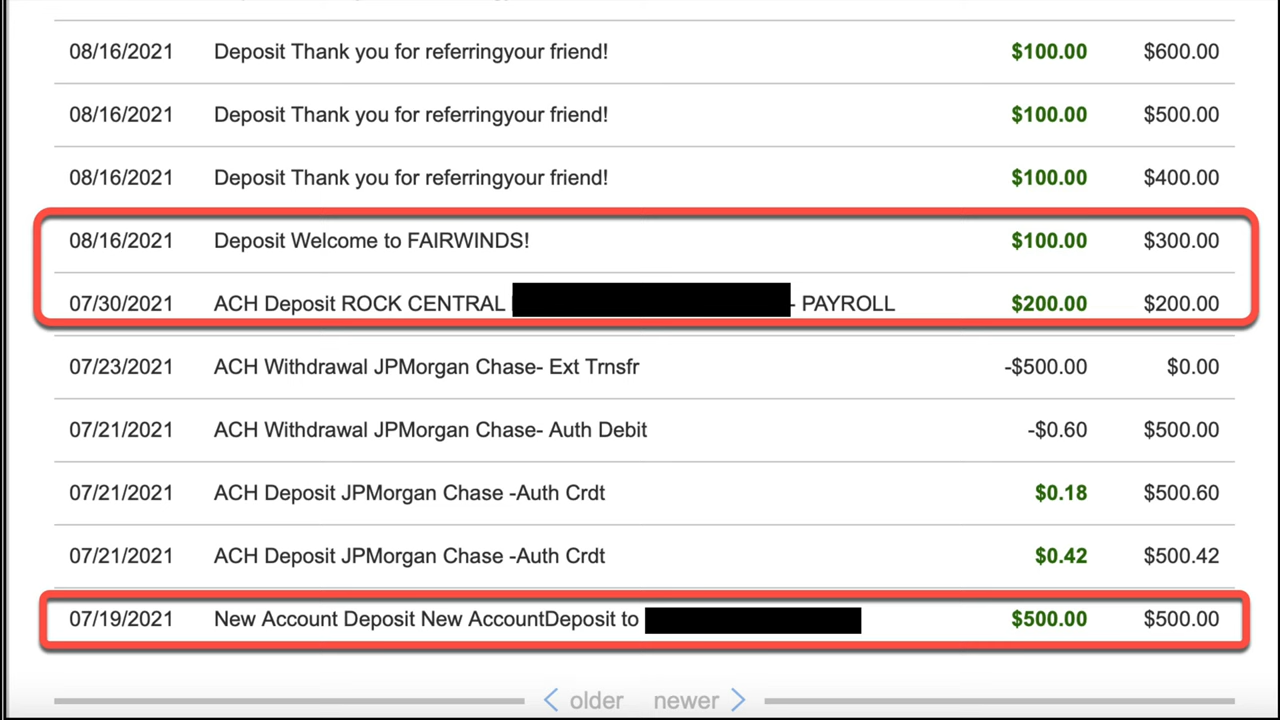 08/16/2021 Deposit Thank you for referringyour friend! $100.00 $600.00
08/16/2021 Deposit Thank you for referringyour friend! $100.00 $500.00
08/16/2021 Deposit Thank you for referringyour friend! $100.00 $400.00
08/16/2021 Deposit Welcome to FAIRWINDS! $100.00 $300.00
07/30/2021 ACH Deposit ROCK CENTRAL - PAYROLL $200.00 $200.00
07/23/2021 ACH Withdrawal JPMorgan Chase- Ext Trnsfr -$500.00 $0.00
07/21/2021 ACH Withdrawal JPMorgan Chase- Auth Debit -$0.60 $500.00
07/21/2021 ACH Deposit JPMorgan Chase -Auth Crdt $0.18 $500.60
07/21/2021 ACH Deposit JPMorgan Chase -Auth Crdt $0.42 $500.42
07/19/2021 New Account Deposit New AccountDeposit to $500.00 $500.00
older newer